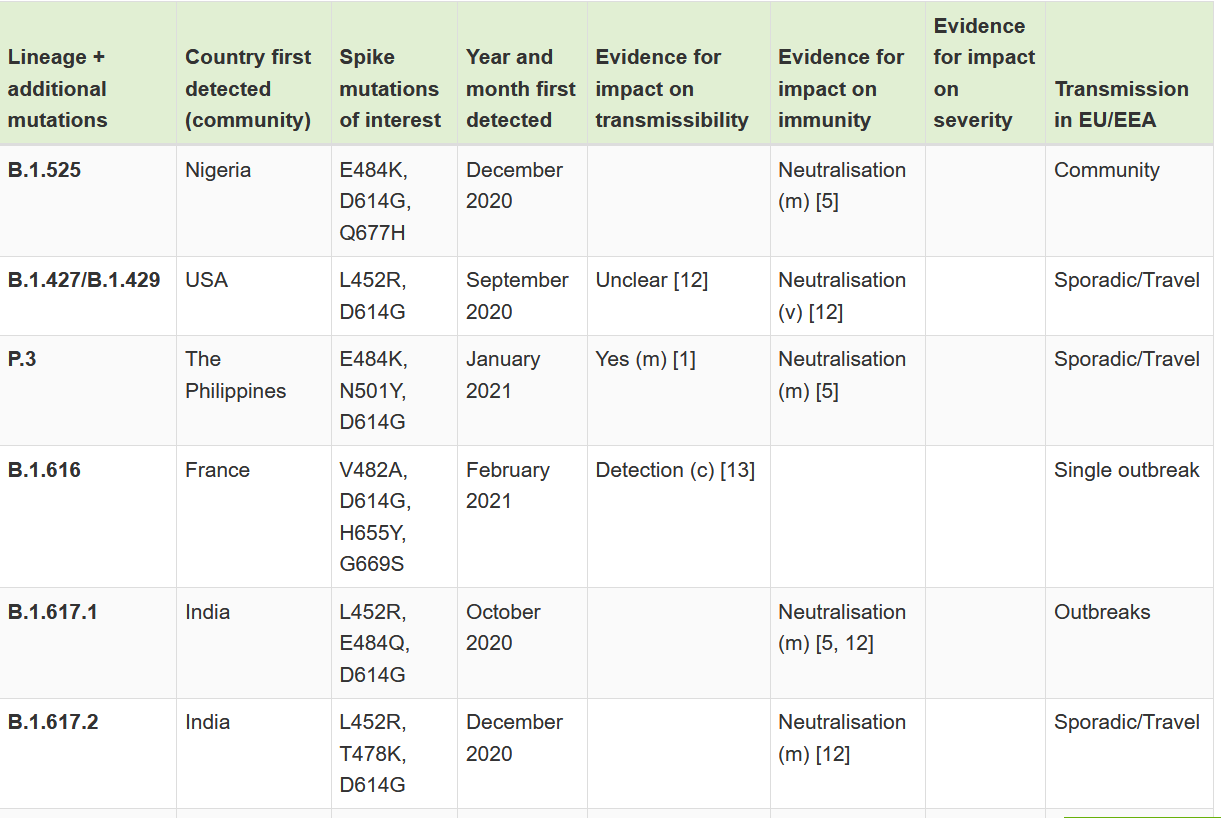 Lineage +
additional
mutations
Country first
detected
(community)
Spike
mutations
of interest
Year and
month first
detected
Evidence for
impact on
transmissibility
Evidence for
impact on
immunity
Evidence
for impact
on
severity
Transmission
in EU/EEA
B.1.525
Nigeria
E484K,
D614G,
Q677H
December
2020
Neutralisation
(m) [5]
Community
B.1.427/B.1.429
USA
L452R,
D614G
September
2020
Unclear [12]
Neutralisation
(v) [12]
Sporadic/Travel
P.3
The
Philippines
E484K,
N501Y,
D614G
January
2021
Yes (m) [1]
Neutralisation
(m) [5]
Sporadic/Travel
B.1.616
France
V482A,
D614G,
H655Y,
G669S
February
2021
Detection (c) [13]
Single outbreak
B.1.617.1
India
L452R,
E484Q,
D614G
October
2020
Neutralisation
(m) [5, 12]
Outbreaks
B.1.617.2
India
L452R,
T478K,
D614G
December
2020
Neutralisation
(m) [12]
Sporadic/Travel